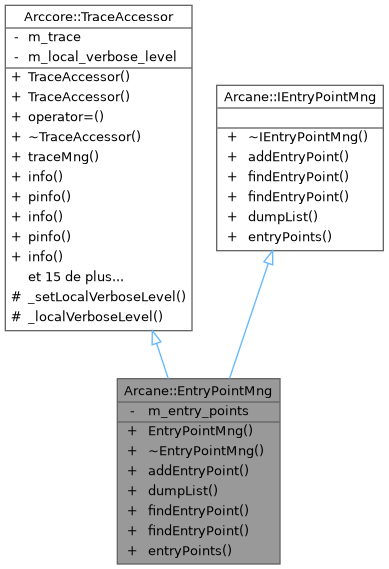 Arccore::TraceAccessor
- m_trace
- m_local_verbose_level
+ TraceAccessor()
+ TraceAccessor()
+ operator=()
+ ~TraceAccessor()
+ traceMng()
+ info()
+ pinfo()
+ info()
+ pinfo()
+ info()
et 15 de plus...
# _setLocalVerboseLevel()
# _localVerboseLevel()
Arcane::IEntryPointMng
+ ~IEntryPointMng()
+ addEntryPoint()
+ findEntryPoint()
+ findEntryPoint()
+ dumpList()
+ entryPoints()
Arcane::EntryPointMng
- m_entry_points
+ EntryPointMng()
+ ~EntryPointMng()
+ addEntryPoint()
+ dumpList()
+ findEntryPoint()
+ findEntryPoint()
+ entryPoints()